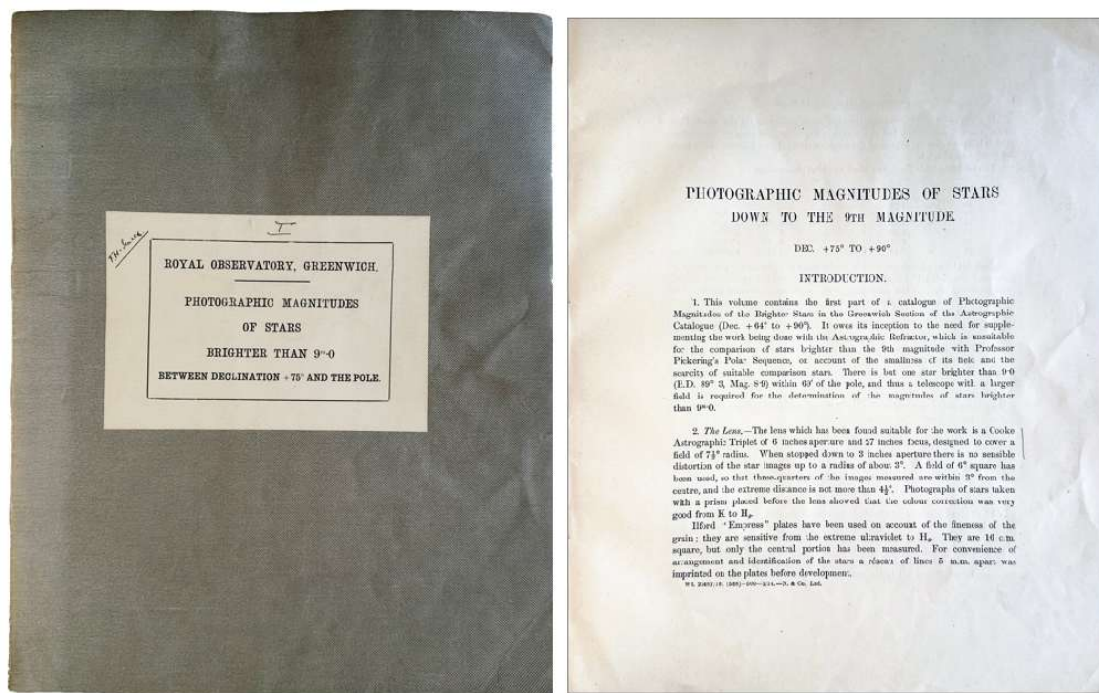 I
ROYAL OBSERVATORY, GREENWICH.
PHOTOGRAPHIC MAGNITUDES
OF STARS
BRIGHTER THAN 9ᵐ·0
BETWEEN DECLINATION +75° AND THE POLE.
PHOTOGRAPHIC MAGNITUDES OF STARS
DOWN TO THE 9TH MAGNITUDE
DEC. +75° TO +90°
INTRODUCTION.
1. This volume contains the first part of a catalogue of Photographic
Magnitudes of the Brighter Stars in the Greenwich Section of the Astrographic
Catalogue (Dec. +64° to +90°). It owes its inception to the need for supple-
menting the work being done with the Astrographic Refractor, which is unsuitable
for the comparison of stars brighter than the 9th magnitude with Professor
Pickering's Polar Sequence, on account of the smallness of its field and the
scarcity of suitable comparison stars. There is but one star brighter than 9·0
(B.D. 89° 3, Mag. 8·9) within 60′ of the pole, and thus a telescope with a larger
field is required for the determination of the magnitudes of stars brighter
than 9ᵐ·0.
2. The Lens.—The lens which has been found suitable for the work is a Cooke
Astrographic Triplet of 6 inches aperture and 27 inches focus, designed to cover a
field of 7½° radius. When stopped down to 3 inches aperture there is no sensible
distortion of the star images up to a radius of about 3°. A field of 6° square has
been used, so that three-quarters of the images measured are within 3° from the
centre, and the extreme distance is not more than 4½°. Photographs of stars taken
with a prism placed before the lens showed that the colour correction was very
good from K to H
Ilford "Empress" plates have been used on account of the fineness of the
grain; they are sensitive from the extreme ultraviolet to H They are 16 c.m.
square, but only the central portion has been measured. For convenience of
arrangement and identification of the stars a réseau of lines 5 m.m. apart was
imprinted on the plates before development.